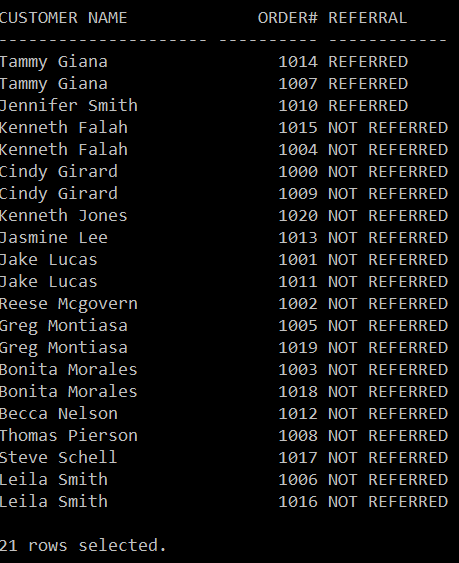 CUSTOMER NAME ORDER# REFERRAL
--------------------- ---------- ------------
Tammy Giana 1014 REFERRED
Tammy Giana 1007 REFERRED
Jennifer Smith 1010 REFERRED
Kenneth Falah 1015 NOT REFERRED
Kenneth Falah 1004 NOT REFERRED
Cindy Girard 1000 NOT REFERRED
Cindy Girard 1009 NOT REFERRED
Kenneth Jones 1020 NOT REFERRED
Jasmine Lee 1013 NOT REFERRED
Jake Lucas 1001 NOT REFERRED
Jake Lucas 1011 NOT REFERRED
Reese Mcgovern 1002 NOT REFERRED
Greg Montiasa 1005 NOT REFERRED
Greg Montiasa 1019 NOT REFERRED
Bonita Morales 1003 NOT REFERRED
Bonita Morales 1018 NOT REFERRED
Becca Nelson 1012 NOT REFERRED
Thomas Pierson 1008 NOT REFERRED
Steve Schell 1017 NOT REFERRED
Leila Smith 1006 NOT REFERRED
Leila Smith 1016 NOT REFERRED
21 rows selected.